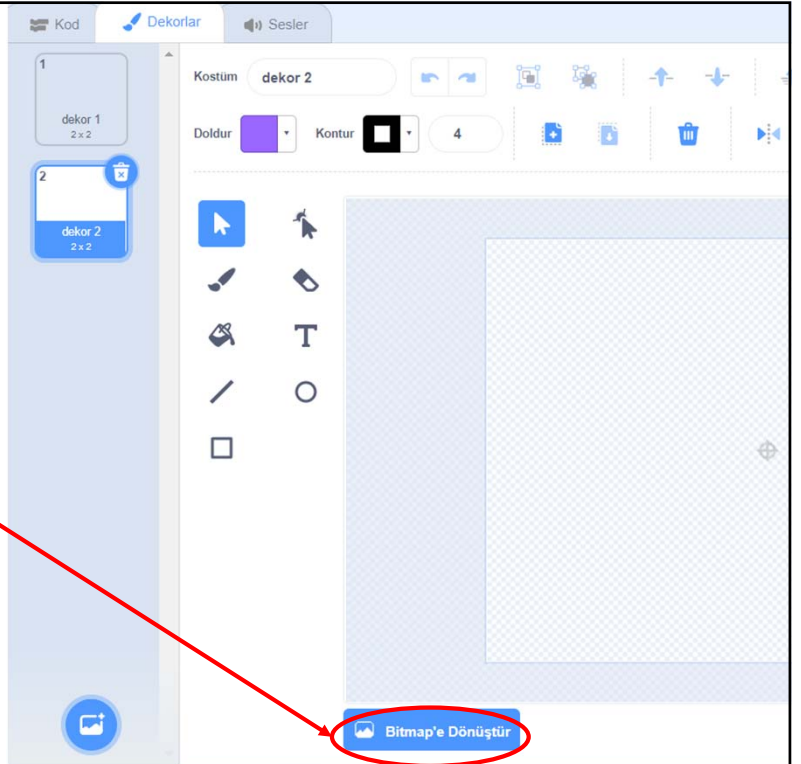 Kod Dekorlar Sesler
1
dekor 1
2 x 2
2
dekor 2
2 x 2
Kostüm dekor 2
Doldur Kontur 4
T
Bitmap'e Dönüştür